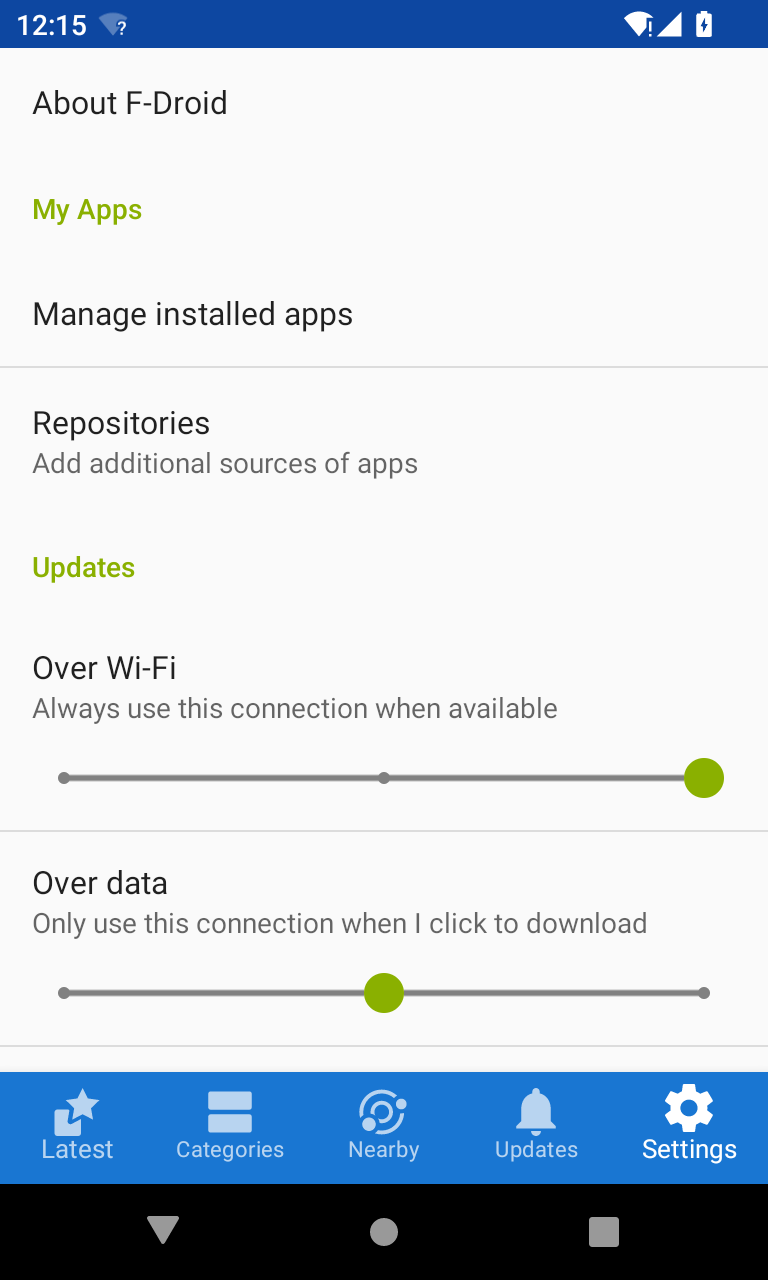 12:15
About F-Droid
My Apps
Manage installed apps
Repositories
Add additional sources of apps
Updates
Over Wi-Fi
Always use this connection when available
Over data
Only use this connection when I click to download
Latest
Categories
Nearby
Updates
Settings